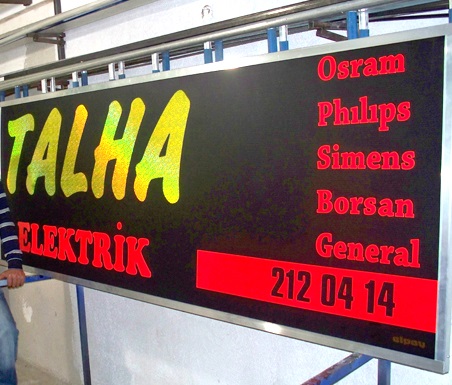 TALHA
ELEKTRİK
Osram
Phılıps
Simens
Borsan
General
212 04 14